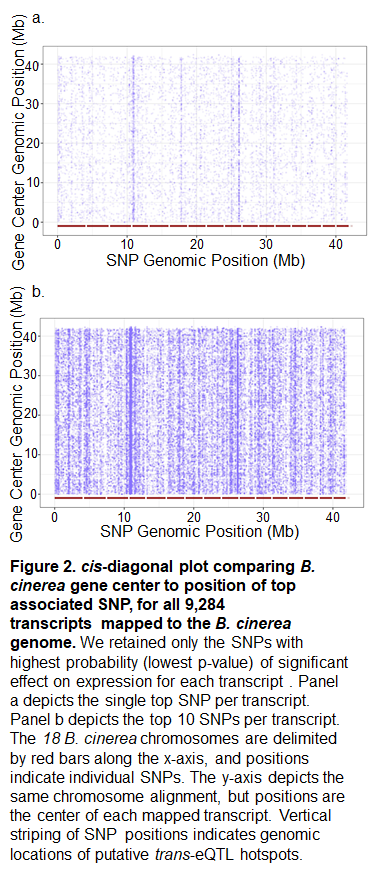 a.
Gene Center Genomic Position (Mb)
40
30
20
10
0
0 10 20 30 40
SNP Genomic Position (Mb)
b.
Gene Center Genomic Position (Mb)
40
30
20
10
0
0 10 20 30 40
SNP Genomic Position (Mb)
Figure 2. cis-diagonal plot comparing B.
cinerea gene center to position of top
associated SNP, for all 9,284
transcripts mapped to the B. cinerea
genome. We retained only the SNPs with
highest probability (lowest p-value) of significant
effect on expression for each transcript . Panel
a depicts the single top SNP per transcript.
Panel b depicts the top 10 SNPs per transcript.
The 18 B. cinerea chromosomes are delimited
by red bars along the x-axis, and positions
indicate individual SNPs. The y-axis depicts the
same chromosome alignment, but positions are
the center of each mapped transcript. Vertical
striping of SNP positions indicates genomic
locations of putative trans-eQTL hotspots.